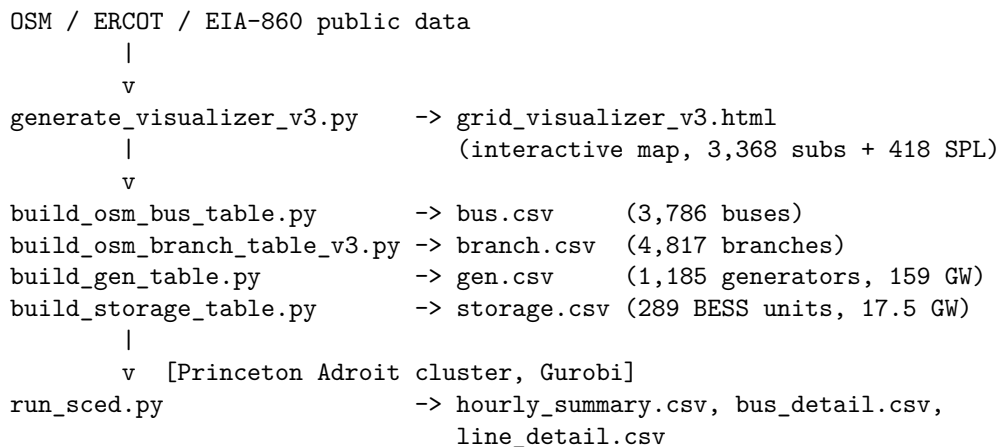 OSM / ERCOT / EIA-860 public data
|
v
generate_visualizer_v3.py -> grid_visualizer_v3.html
| (interactive map, 3,368 subs + 418 SPL)
v
build_osm_bus_table.py -> bus.csv (3,786 buses)
build_osm_branch_table_v3.py -> branch.csv (4,817 branches)
build_gen_table.py -> gen.csv (1,185 generators, 159 GW)
build_storage_table.py -> storage.csv (289 BESS units, 17.5 GW)
|
v [Princeton Adroit cluster, Gurobi]
run_sced.py -> hourly_summary.csv, bus_detail.csv,
line_detail.csv